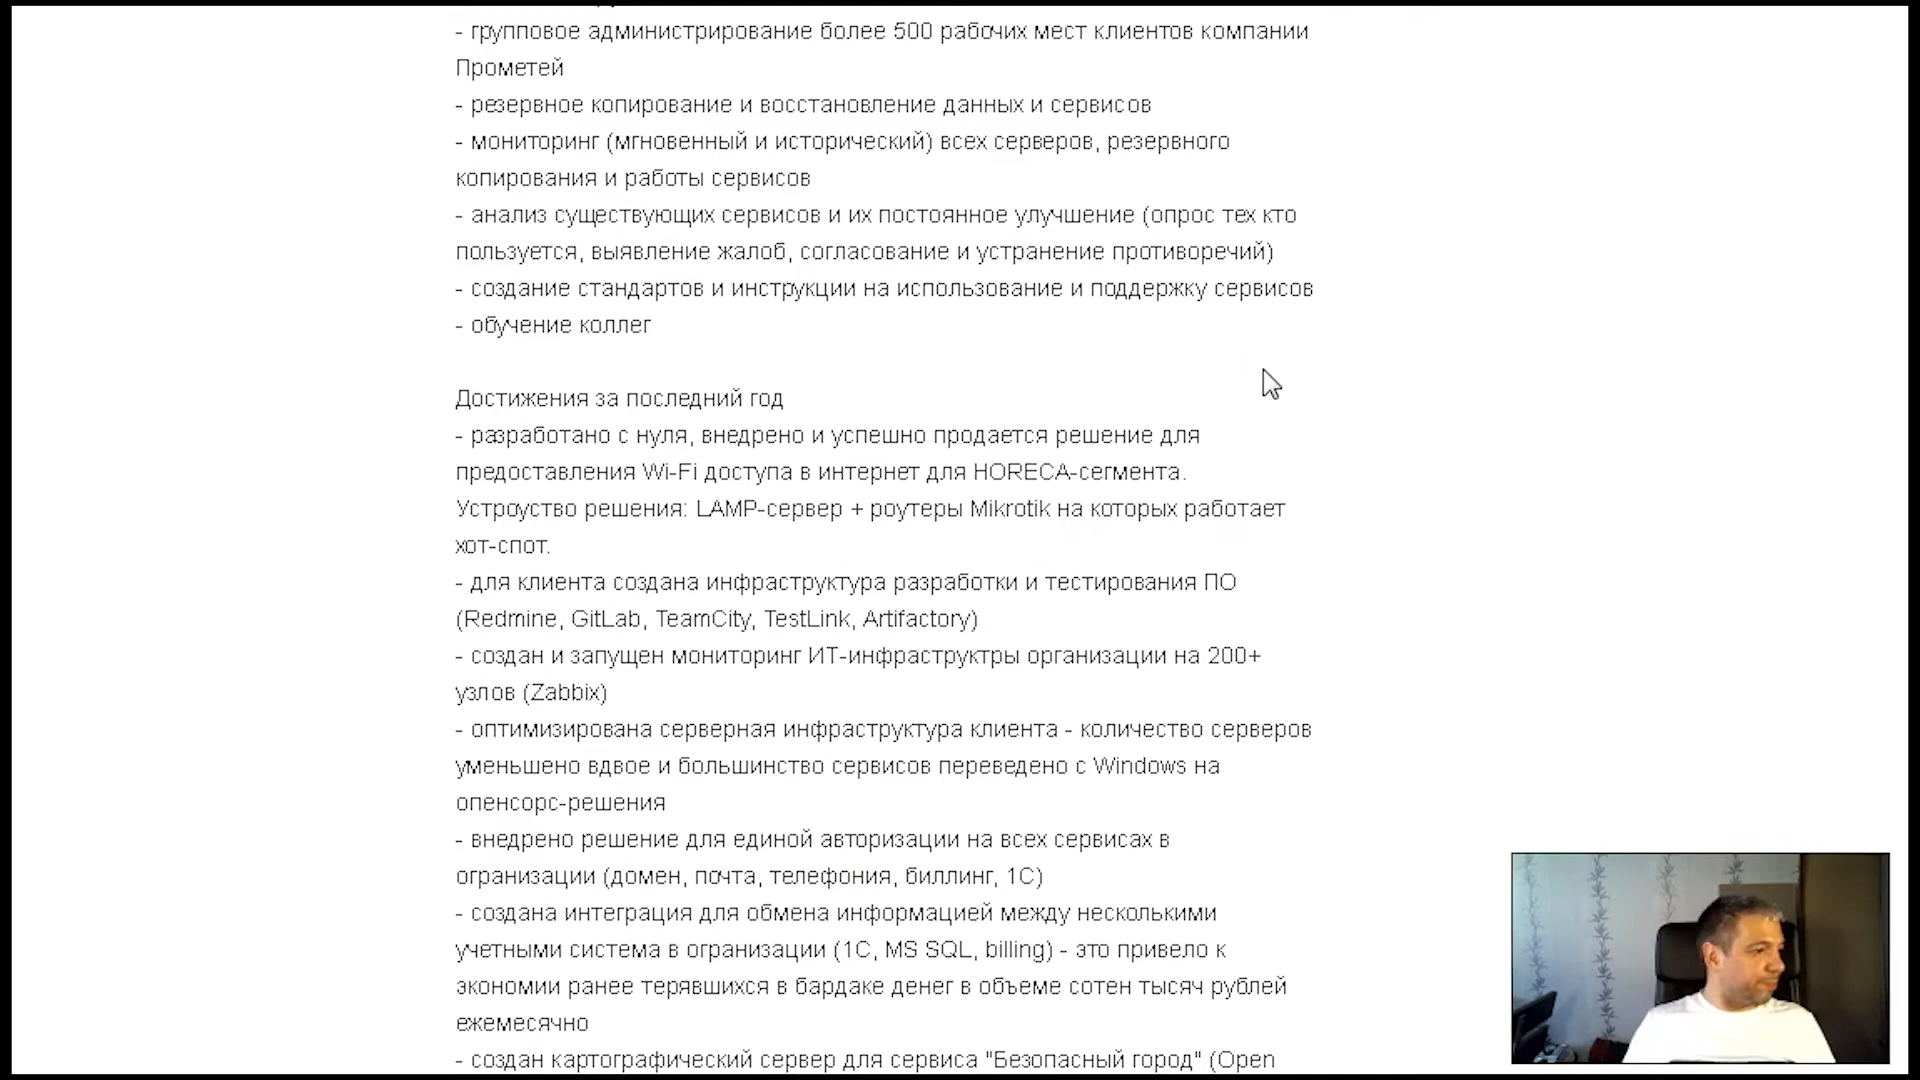 - групповое администрирование более 500 рабочих мест клиентов компании
Прометей
- резервное копирование и восстановление данных и сервисов
- мониторинг (мгновенный и исторический) всех серверов, резервного
копирования и работы сервисов
- анализ существующих сервисов и их постоянное улучшение (опрос тех кто
пользуется, выявление жалоб, согласование и устранение противоречий)
- создание стандартов и инструкции на использование и поддержку сервисов
- обучение коллег
Достижения за последний год
- разработано с нуля, внедрено и успешно продается решение для
предоставления Wi-Fi доступа в интернет для HORECA-сегмента.
Устроуство решения: LAMP-сервер + роутеры Mikrotik на которых работает
хот-спот.
- для клиента создана инфраструктура разработки и тестирования ПО
(Redmine, GitLab, TeamCity, TestLink, Artifactory)
- создан и запущен мониторинг ИТ-инфраструктры организации на 200+
узлов (Zabbix)
- оптимизирована серверная инфраструктура клиента - количество серверов
уменьшено вдвое и большинство сервисов переведено с Windows на
опенсорс-решения
- внедрено решение для единой авторизации на всех сервисах в
огранизации (домен, почта, телефония, биллинг, 1С)
- создана интеграция для обмена информацией между несколькими
учетными система в огранизации (1С, MS SQL, billing) - это привело к
экономии ранее терявшихся в бардаке денег в объеме сотен тысяч рублей
ежемесячно
- создан картографический сервер для сервиса "Безопасный город" (Open